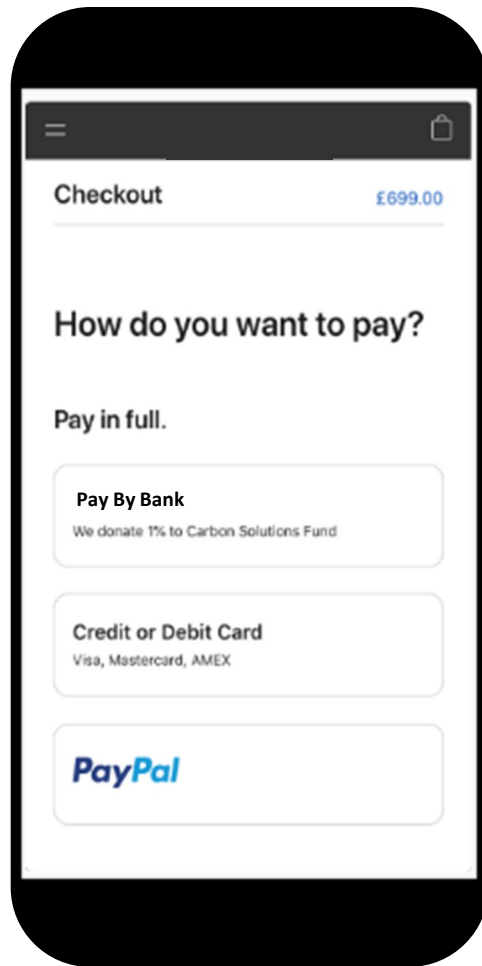 Checkout
£699.00
How do you want to pay?
Pay in full.
Pay By Bank
We donate 1% to Carbon Solutions Fund
Credit or Debit Card
Visa, Mastercard, AMEX
PayPal